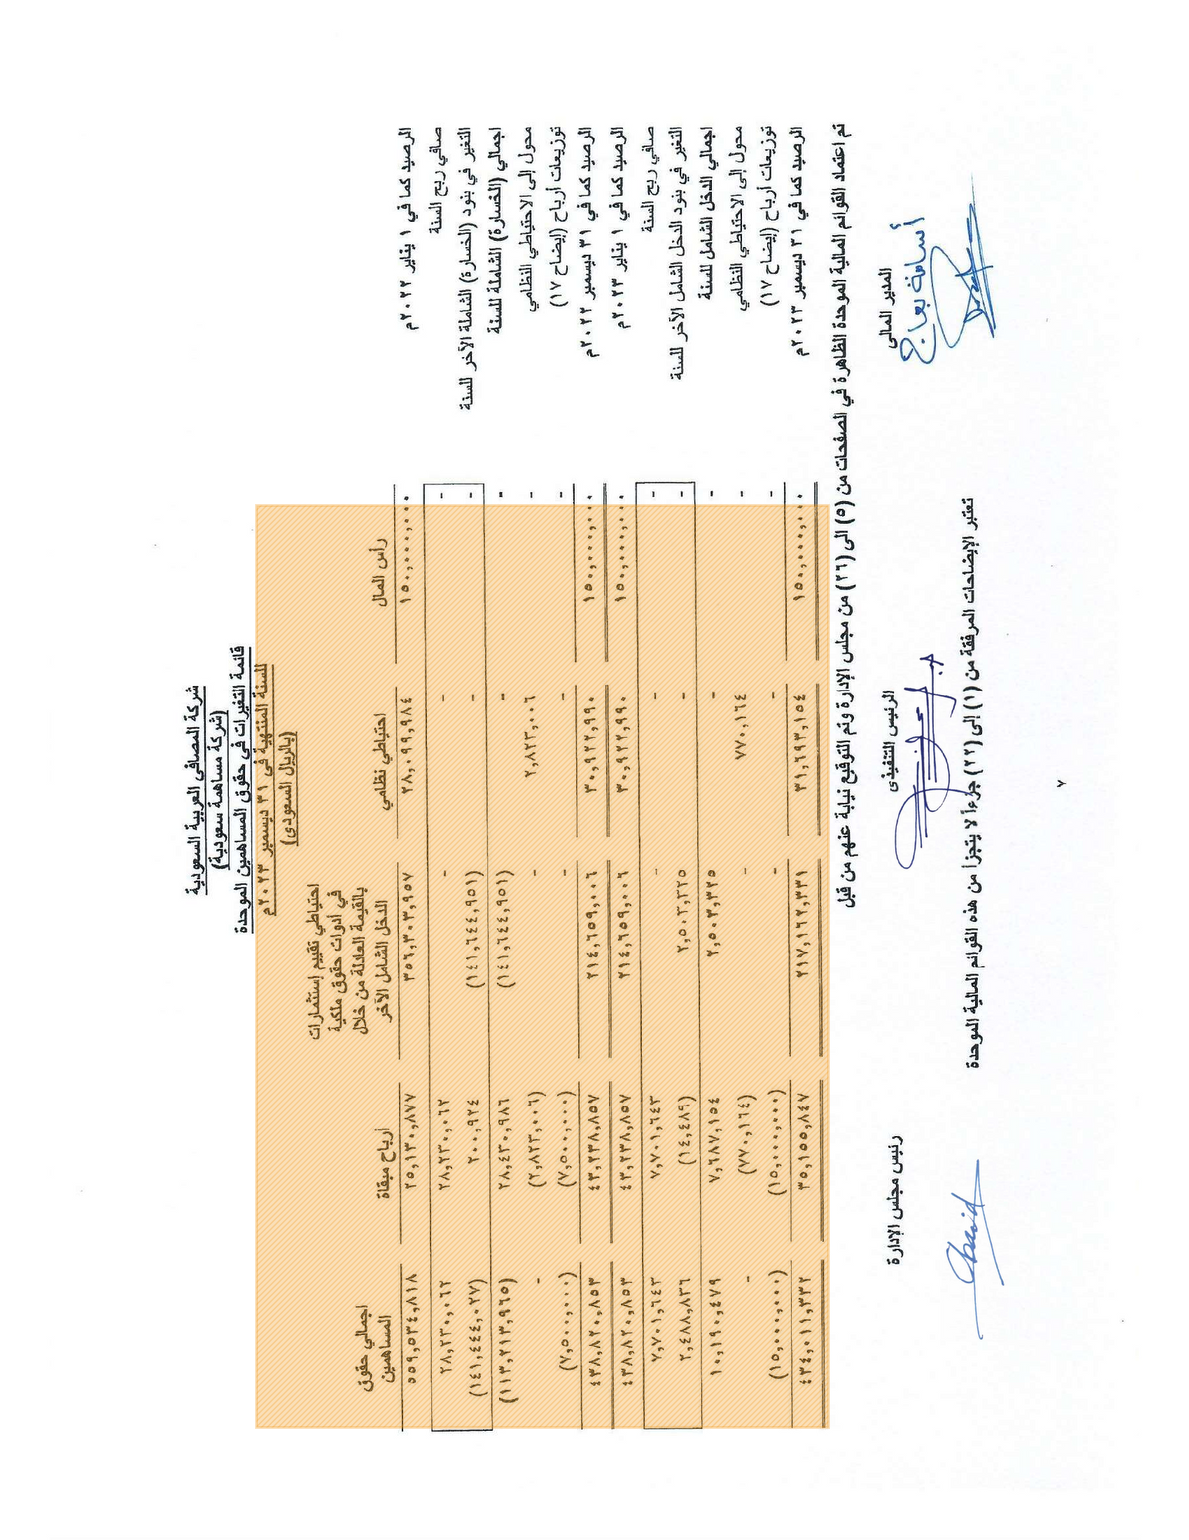 شركة المصافى العربية السعودية
(شركة مساهمة سعودية)
قائمة التغيرات في حقوق المساهمين الموحدة
للسنة المنتهية في ٣١ ديسمبر ٢٠٢٣م
(بالريال السعودى)
رأس المال احتياطي نظامي احتياطي تقييم إستثمارات في أدوات حقوق ملكية بالقيمة العادلة من خلال الدخل الشامل الآخر أرباح مبقاة اجمالي حقوق المساهمين
الرصيد كما في ١ يناير ٢٠٢٢م ١٥٠,٠٠٠,٠٠٠ ٢٨,٠٩٩,٩٨٤ ٣٥٦,٣٠٣,٩٥٧ ٢٥,١٣٠,٨٧٧ ٥٥٩,٥٣٤,٨١٨
صافي ربح السنة - - - ٢٨,٢٣٠,٠٦٢ ٢٨,٢٣٠,٠٦٢
التغير في بنود (الخسارة) الشاملة الآخر للسنة - - (١٤١,٦٤٤,٩٥١) ٢٠٠,٩٢٤ (١٤١,٤٤٤,٠٢٧)
اجمالي (الخسارة) الشاملة للسنة - - (١٤١,٦٤٤,٩٥١) ٢٨,٤٣٠,٩٨٦ (١١٣,٢١٣,٩٦٥)
محول إلى الاحتياطي النظامي - ٢,٨٢٣,٠٠٦ - (٢,٨٢٣,٠٠٦) -
توزيعات أرباح (إيضاح ١٧) - - - (٧,٥٠٠,٠٠٠) (٧,٥٠٠,٠٠٠)
الرصيد كما في ٣١ ديسمبر ٢٠٢٢م ١٥٠,٠٠٠,٠٠٠ ٣٠,٩٢٢,٩٩٠ ٢١٤,٦٥٩,٠٠٦ ٤٣,٢٣٨,٨٥٧ ٤٣٨,٨٢٠,٨٥٣
الرصيد كما في ١ يناير ٢٠٢٣م ١٥٠,٠٠٠,٠٠٠ ٣٠,٩٢٢,٩٩٠ ٢١٤,٦٥٩,٠٠٦ ٤٣,٢٣٨,٨٥٧ ٤٣٨,٨٢٠,٨٥٣
صافي ربح السنة - - - ٧,٧٠١,٦٤٣ ٧,٧٠١,٦٤٣
التغير في بنود الدخل الشامل الآخر للسنة - - ٢,٥٠٣,٣٢٥ (١٤,٤٨٩) ٢,٤٨٨,٨٣٦
اجمالي الدخل الشامل للسنة - - ٢,٥٠٣,٣٢٥ ٧,٦٨٧,١٥٤ ١٠,١٩٠,٤٧٩
محول إلى الاحتياطي النظامي - ٧٧٠,١٦٤ - (٧٧٠,١٦٤) -
توزيعات أرباح (إيضاح ١٧) - - - (١٥,٠٠٠,٠٠٠) (١٥,٠٠٠,٠٠٠)
الرصيد كما في ٣١ ديسمبر ٢٠٢٣م ١٥٠,٠٠٠,٠٠٠ ٣١,٦٩٣,١٥٤ ٢١٧,١٦٢,٣٣١ ٣٥,١٥٥,٨٤٧ ٤٣٤,٠١١,٣٣٢
تم اعتماد القوائم المالية الموحدة الظاهرة في الصفحات من (٥) الى (٢٦) من مجلس الإدارة وتم التوقيع نيابة عنهم من قبل
المدير المالى الرئيس التنفيذى رئيس مجلس الإدارة
أسامة بعاج
تعتبر الإيضاحات المرفقة من (١) إلى (٢٢) جزءاً لا يتجزأ من هذه القوائم المالية الموحدة
٧